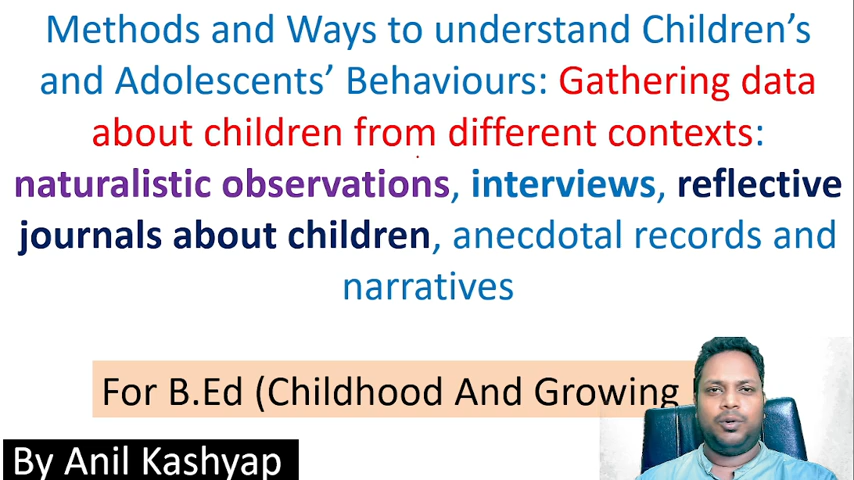 Methods and Ways to understand Children’s
and Adolescents’ Behaviours: Gathering data
about children from different contexts:
naturalistic observations, interviews, reflective
journals about children, anecdotal records and
narratives
For B.Ed (Childhood And Growing
By Anil Kashyap